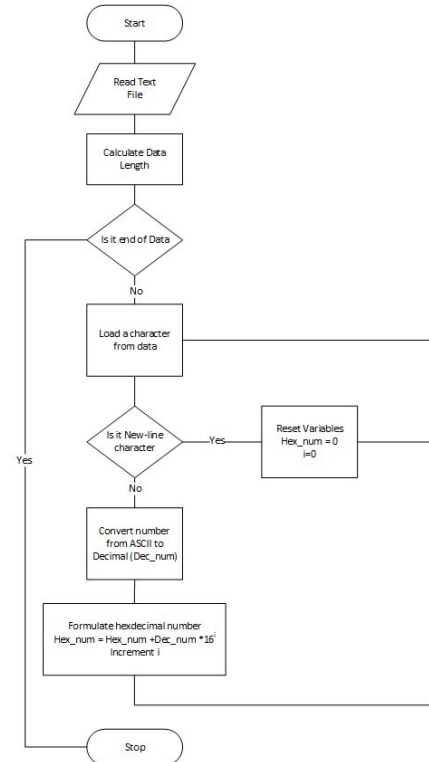 Start
Read Text
File
Calculate Data
Length
Is it end of Data
No
Load a character
from data
Is it New-line
character
Yes
Reset Variables
Hex_num = 0
i=0
Yes
No
Convert number
from ASCII to
Decimal (Dec_num)
Formulate hexdecimal number
Hex_num = Hex_num +Dec_num *16^i
Increment i
Stop